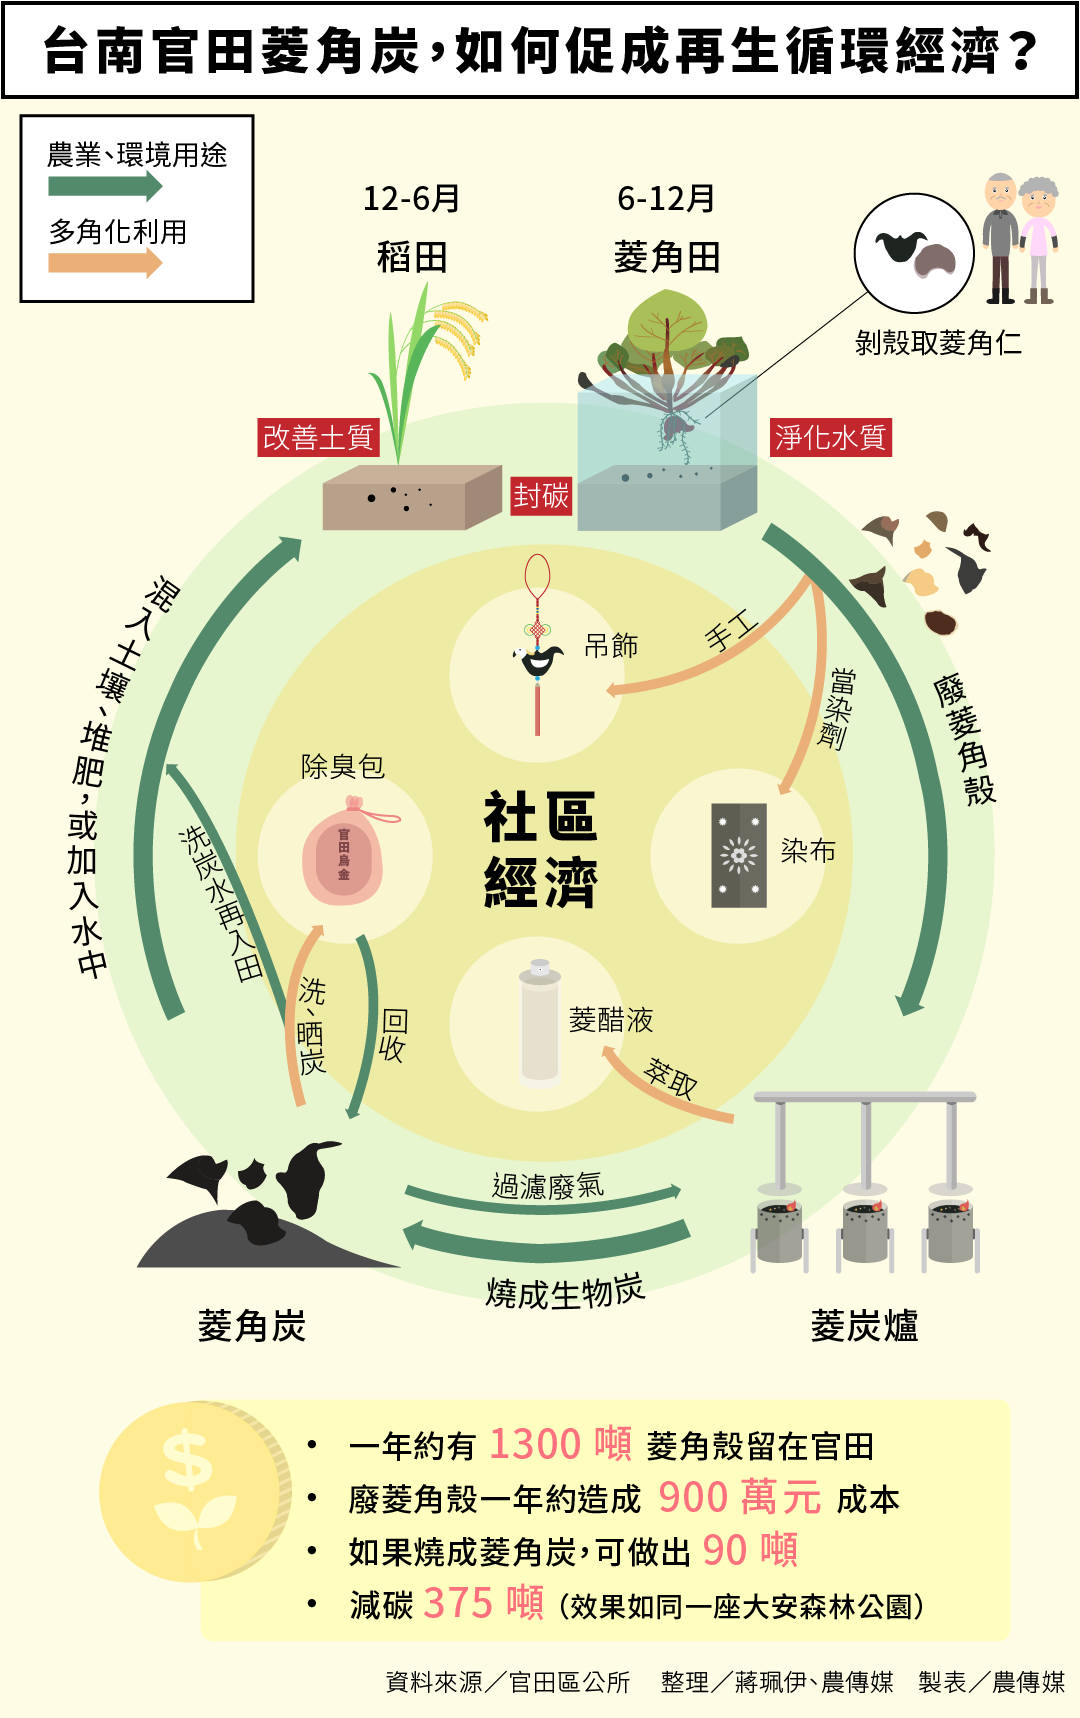 台南官田菱角炭，如何促成再生循環經濟？
農業、環境用途
多角化利用
12-6月
稻田
6-12月
菱角田
剝殼取菱角仁
改善土質
封碳
淨化水質
混入土壤、堆肥，或加入水中
廢菱角殼
手工
當染劑
吊飾
除臭包
官田烏金
社區
經濟
染布
菱醋液
洗炭水再入田
洗、晒炭
回收
萃取
過濾廢氣
燒成生物炭
菱角炭
菱炭爐
• 一年約有 1300 噸 菱角殼留在官田
• 廢菱角殼一年約造成 900 萬元 成本
• 如果燒成菱角炭，可做出 90 噸
• 減碳 375 噸（效果如同一座大安森林公園）
資料來源／官田區公所　整理／蔣珮伊、農傳媒　製表／農傳媒